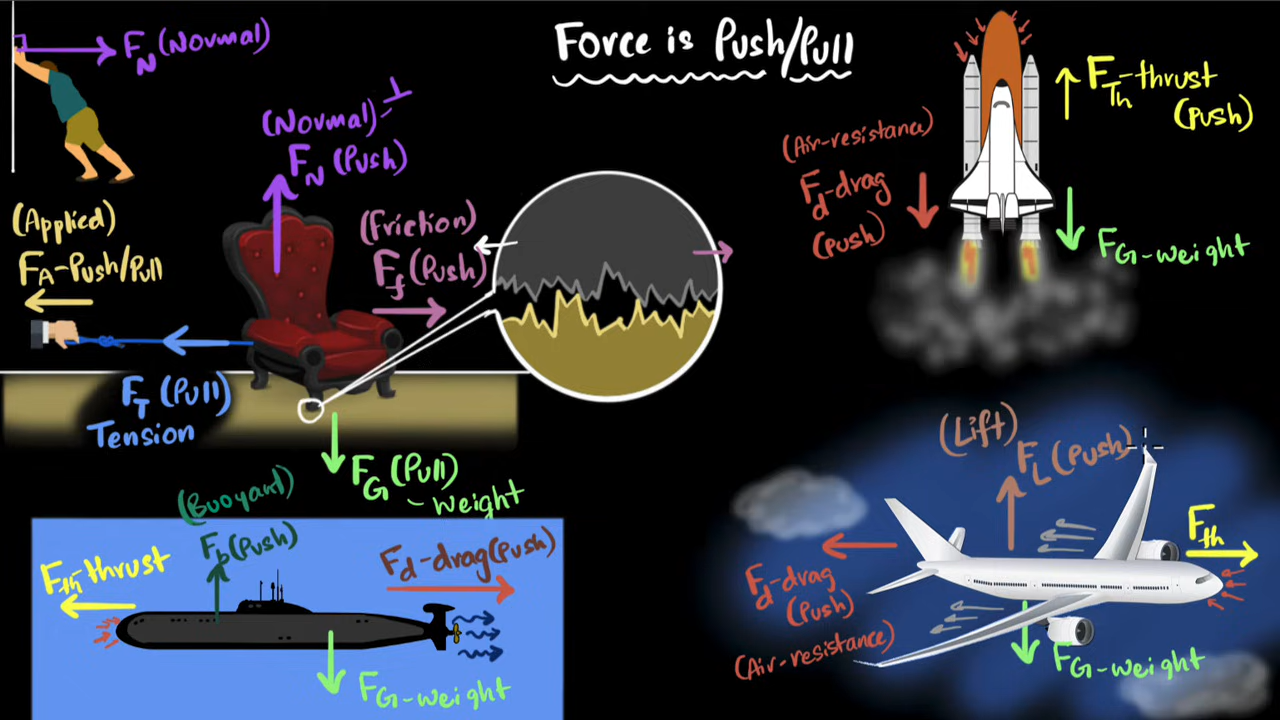 Force is Push/Pull
F_N (Normal)
(Normal) - ⊥
F_N (Push)
(Applied)
F_A - Push/Pull
(Friction)
F_f (Push)
F_T (Pull)
Tension
F_G (Pull)
- Weight
(Air-resistance)
F_d - drag
(push)
F_Th - thrust
(Push)
F_G - weight
(Buoyant)
F_b (Push)
F_th - thrust
F_d - drag (Push)
F_G - weight
(Lift)
F_L (Push)
F_th
F_d - drag
(Push)
(Air-resistance)
F_G - weight